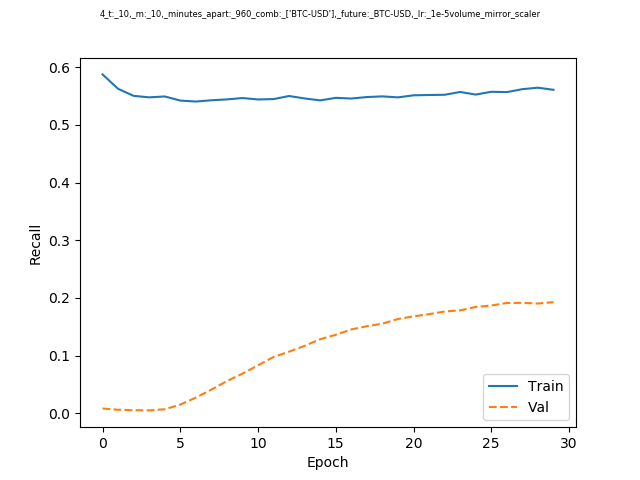 4_t:_10,_m:_10,_minutes_apart:_960_comb:_['BTC-USD'],_future:_BTC-USD,_lr:_1e-5volume_mirror_scaler
0.6
0.5
0.4
0.3
0.2
0.1
0.0
Recall
Train
Val
0 5 10 15 20 25 30
Epoch